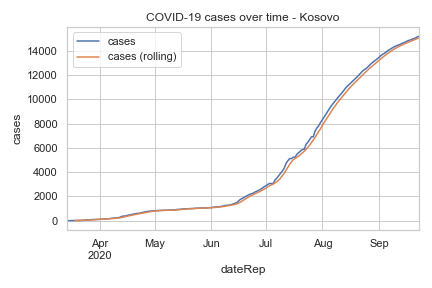 COVID-19 cases over time - Kosovo
cases
cases (rolling)
cases
14000
12000
10000
8000
6000
4000
2000
0
Apr May Jun Jul Aug Sep
2020
dateRep